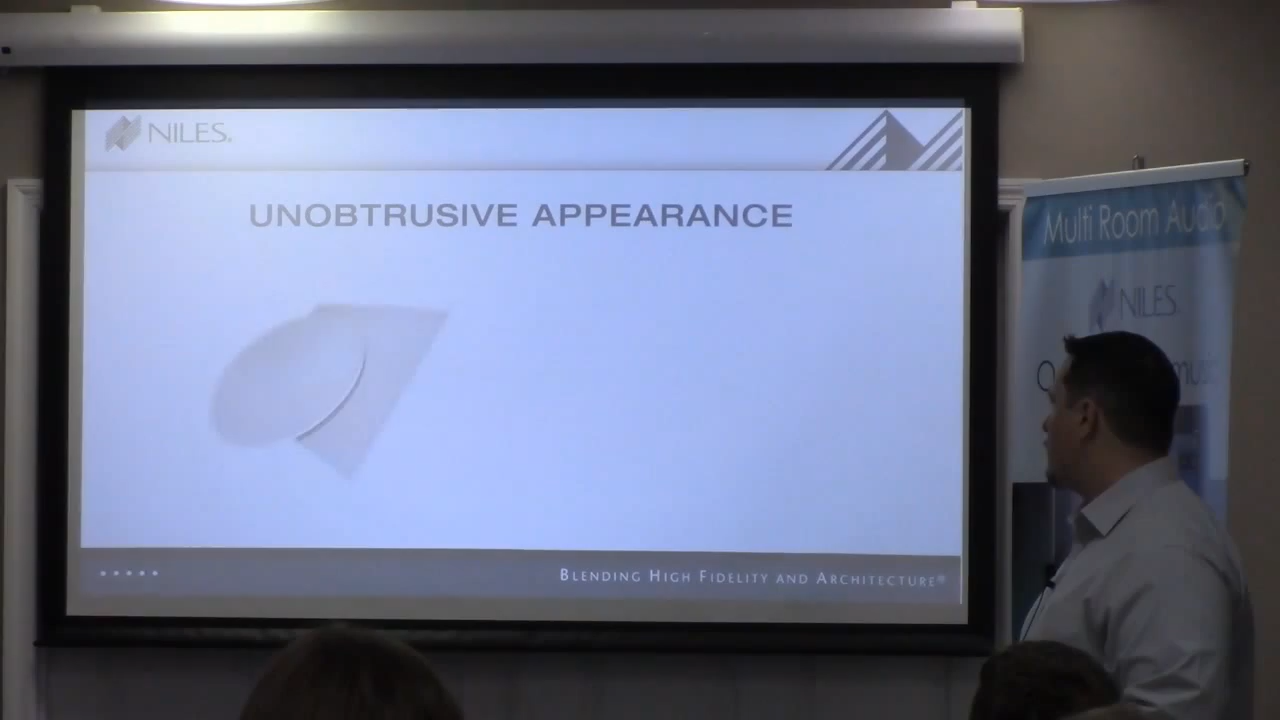 NILES.
UNOBTRUSIVE APPEARANCE
BLENDING HIGH FIDELITY AND ARCHITECTURE®
Multi Room Audio
NILES.